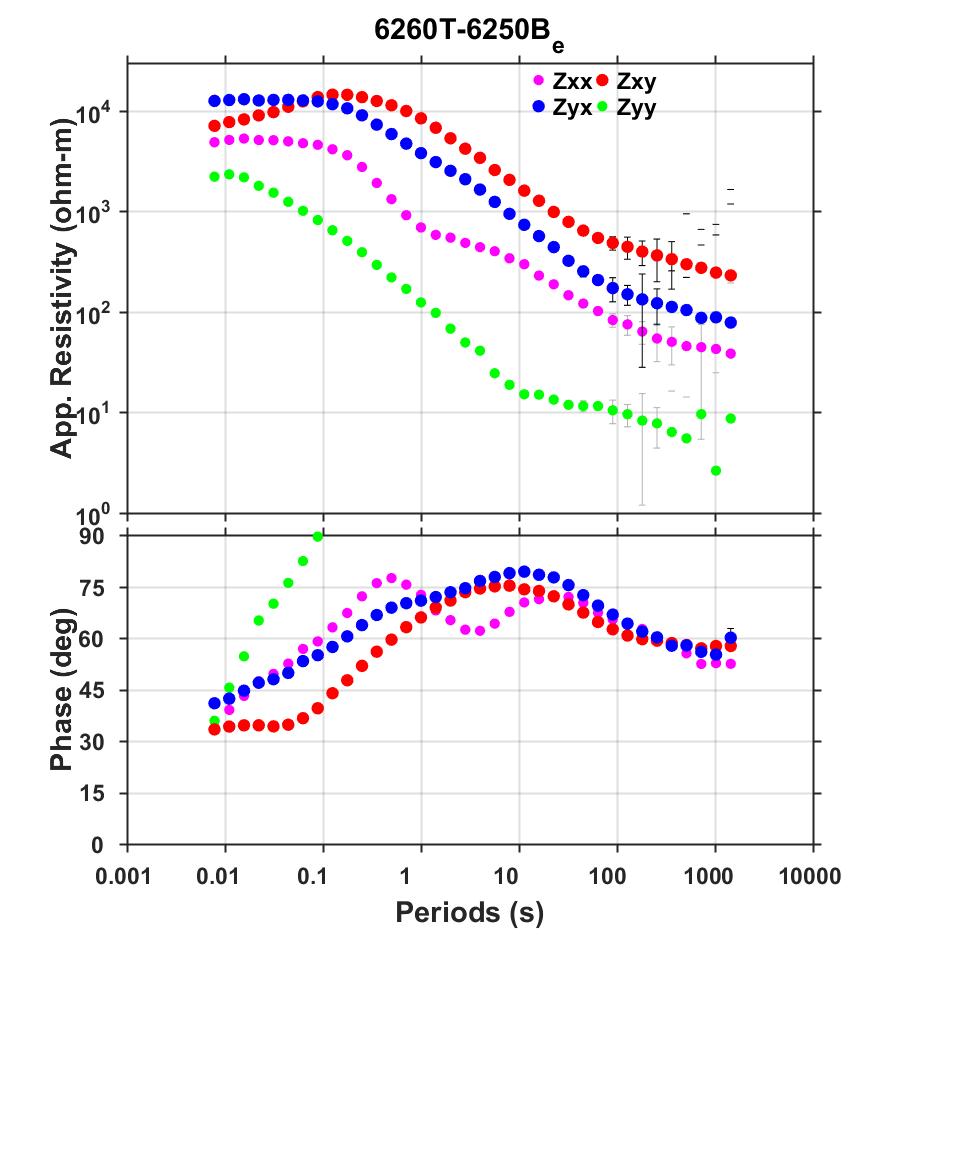 6260T-6250Be
Zxx Zxy
Zyx Zyy
App. Resistivity (ohm-m)
10^4
10^3
10^2
10^1
10^0
Phase (deg)
90
75
60
45
30
15
0
0.001 0.01 0.1 1 10 100 1000 10000
Periods (s)